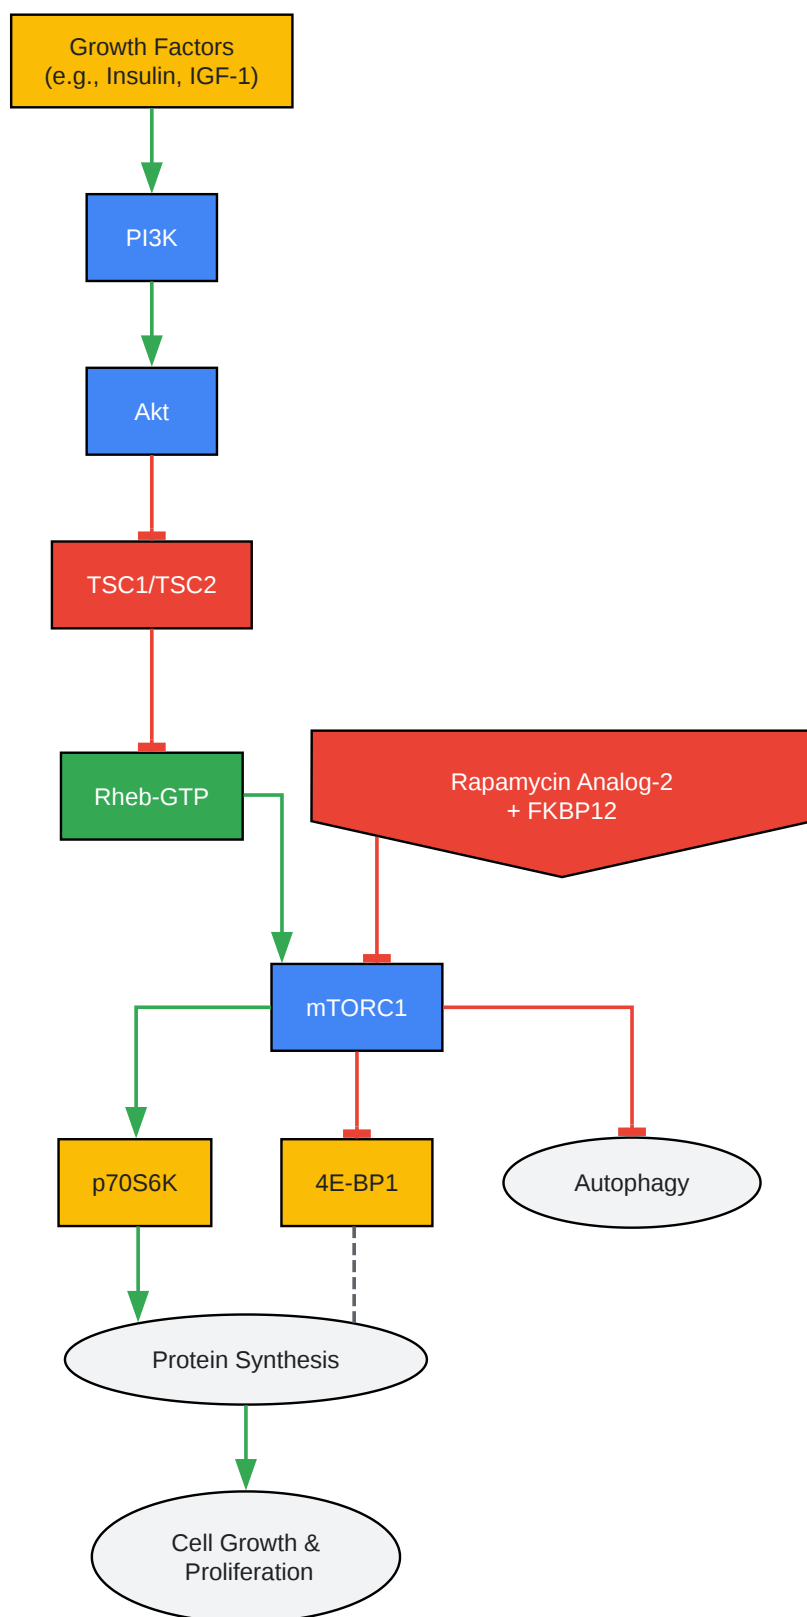 Growth Factors
(e.g., Insulin, IGF-1)
PI3K
Akt
TSC1/TSC2
Rheb-GTP
Rapamycin Analog-2
+ FKBP12
mTORC1
p70S6K
4E-BP1
Autophagy
Protein Synthesis
Cell Growth &
Proliferation